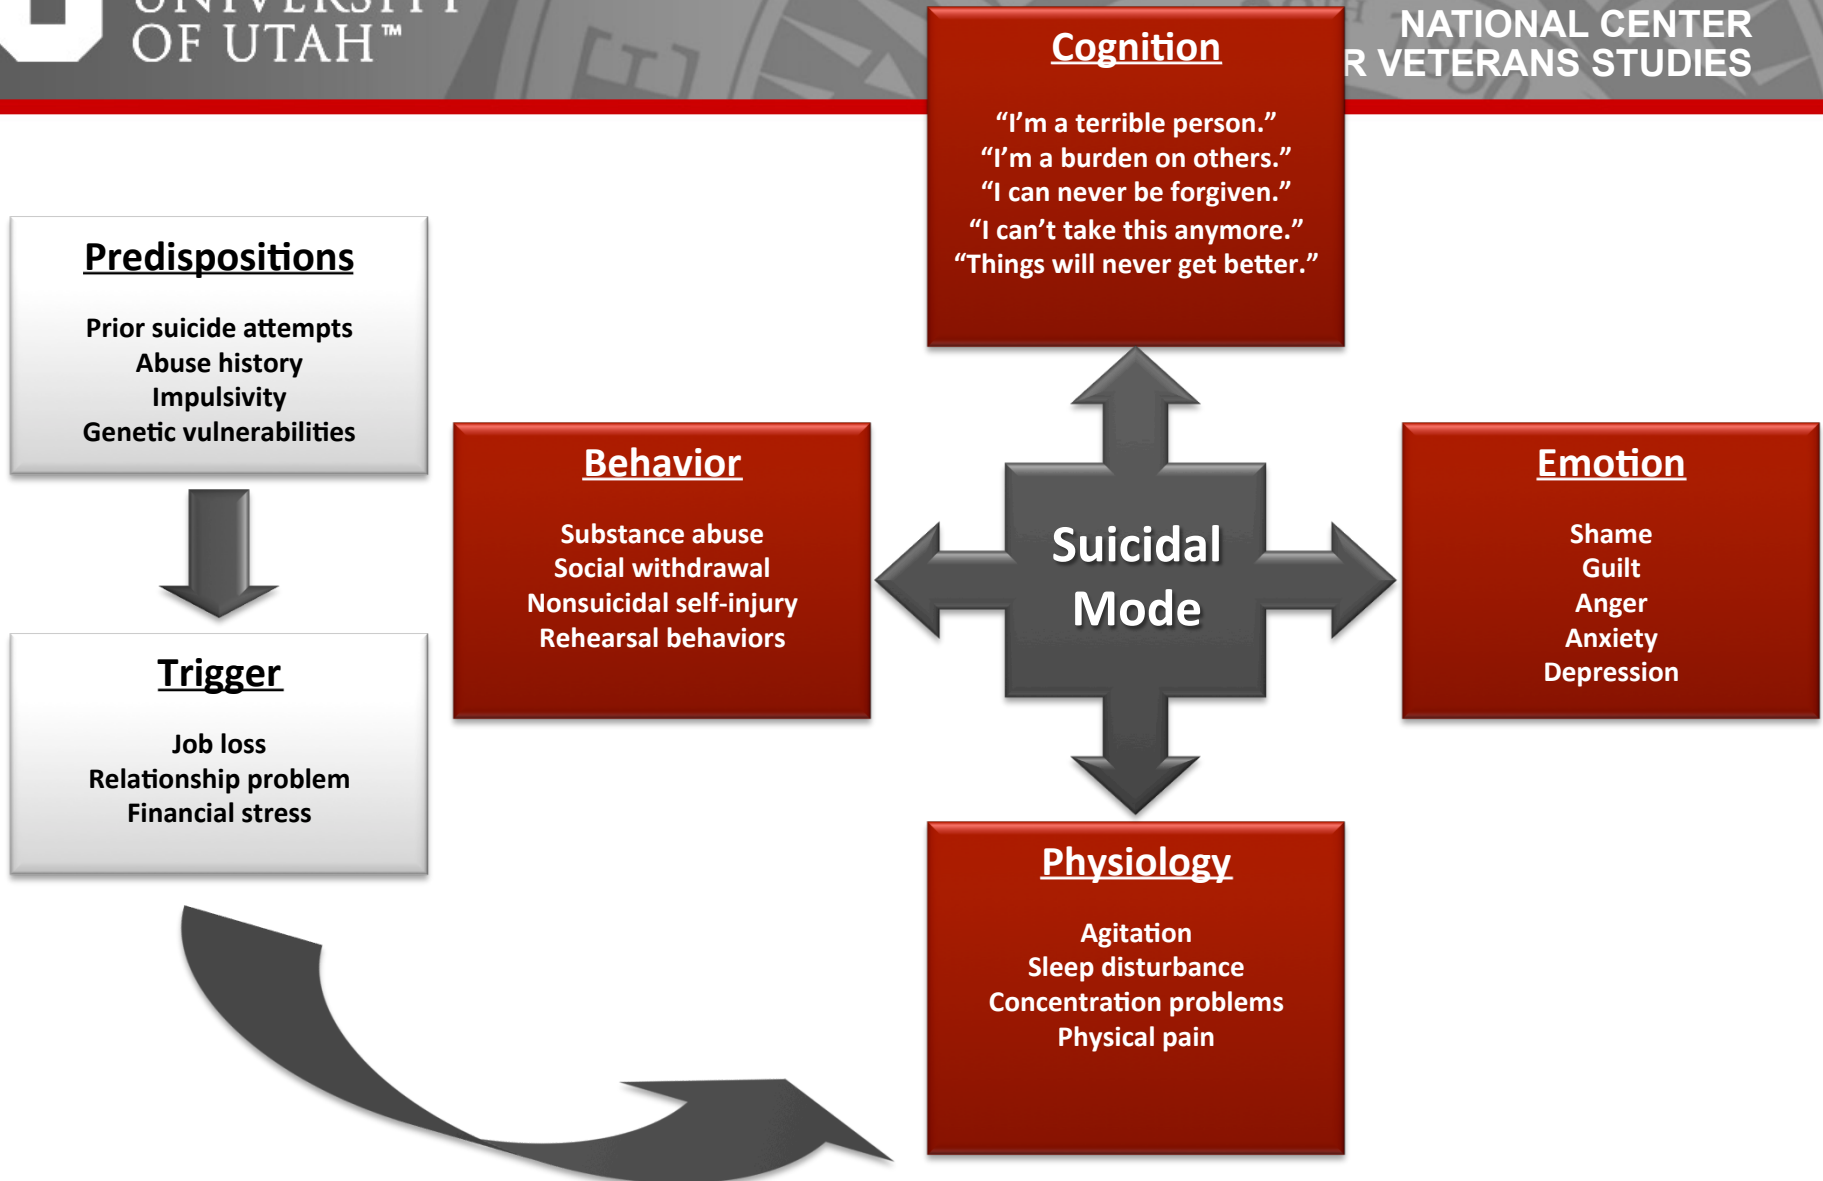 UNIVERSITY
OF UTAH™
NATIONAL CENTER
R VETERANS STUDIES
Cognition
“I’m a terrible person.”
“I’m a burden on others.”
“I can never be forgiven.”
“I can’t take this anymore.”
“Things will never get better.”
Predispositions
Prior suicide attempts
Abuse history
Impulsivity
Genetic vulnerabilities
Trigger
Job loss
Relationship problem
Financial stress
Behavior
Substance abuse
Social withdrawal
Nonsuicidal self-injury
Rehearsal behaviors
Suicidal
Mode
Emotion
Shame
Guilt
Anger
Anxiety
Depression
Physiology
Agitation
Sleep disturbance
Concentration problems
Physical pain